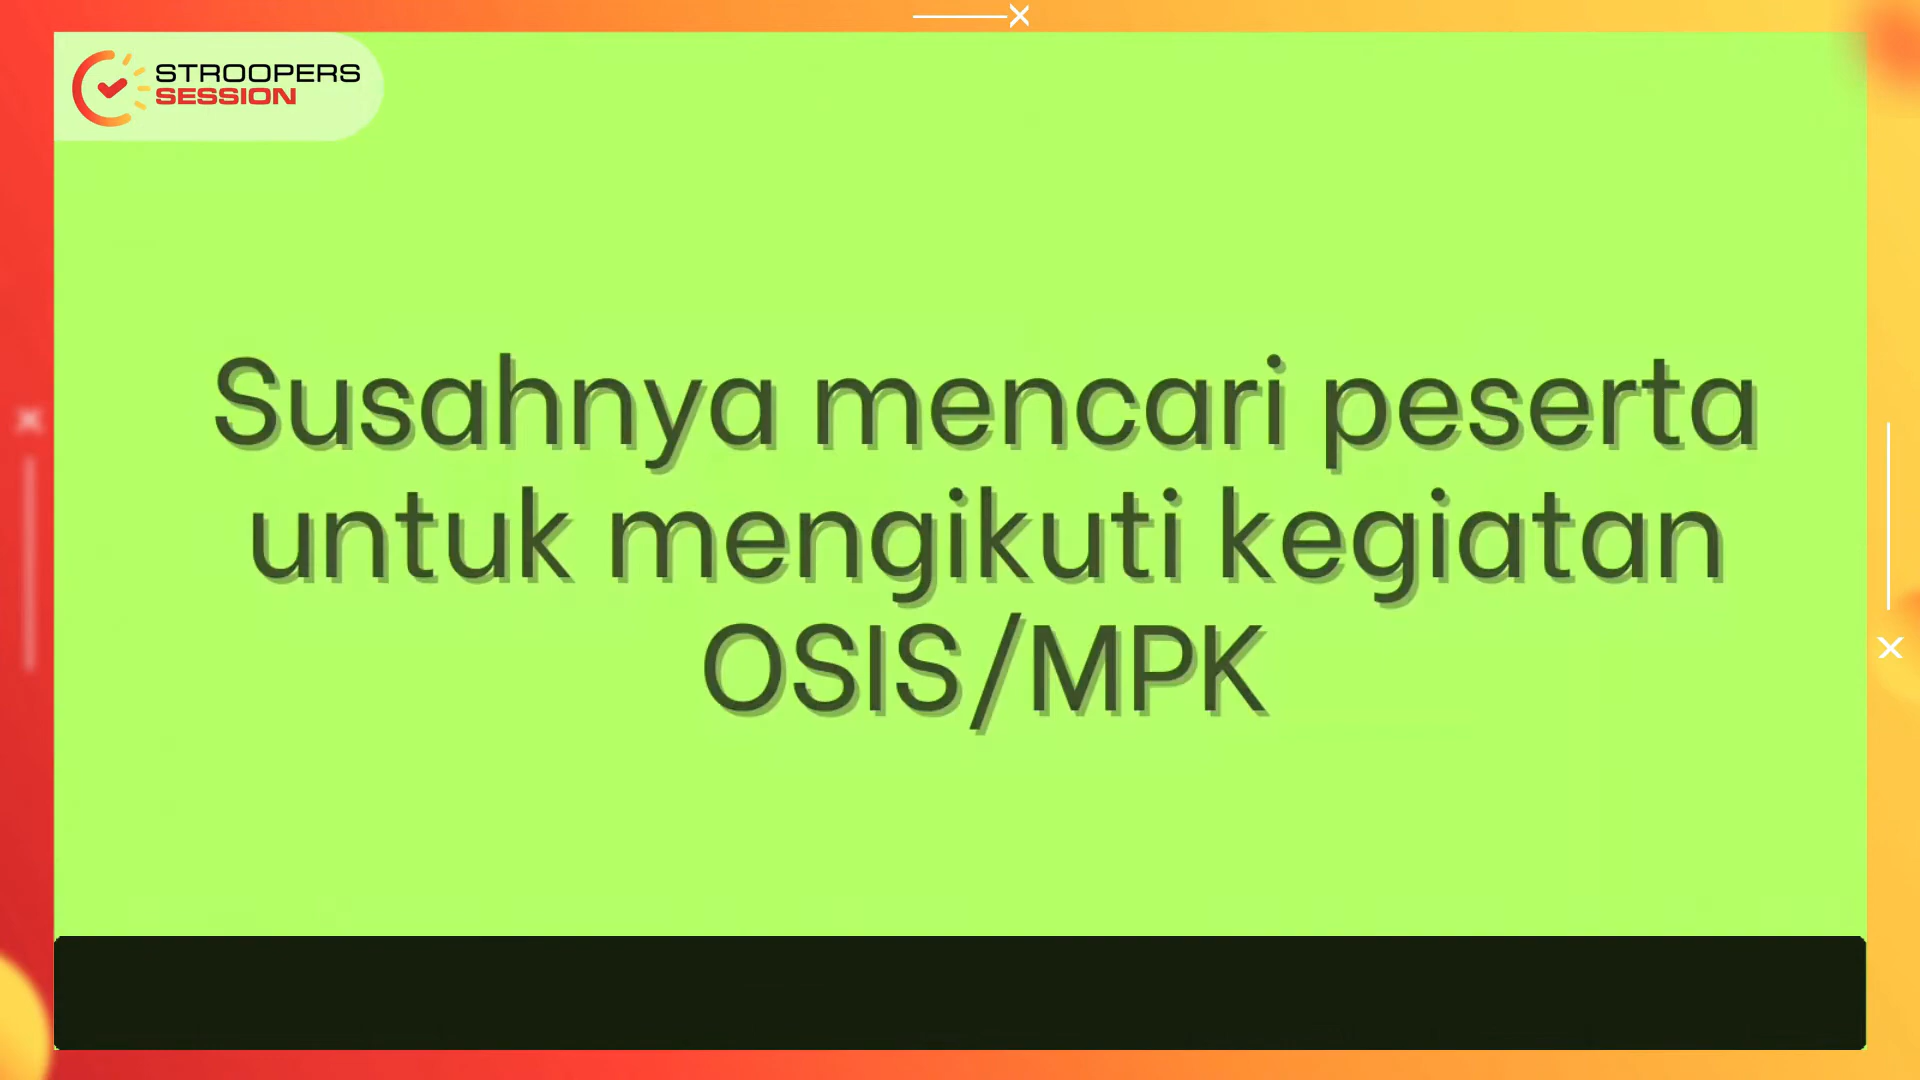 STROOPERS
SESSION
Susahnya mencari peserta
untuk mengikuti kegiatan
OSIS/MPK